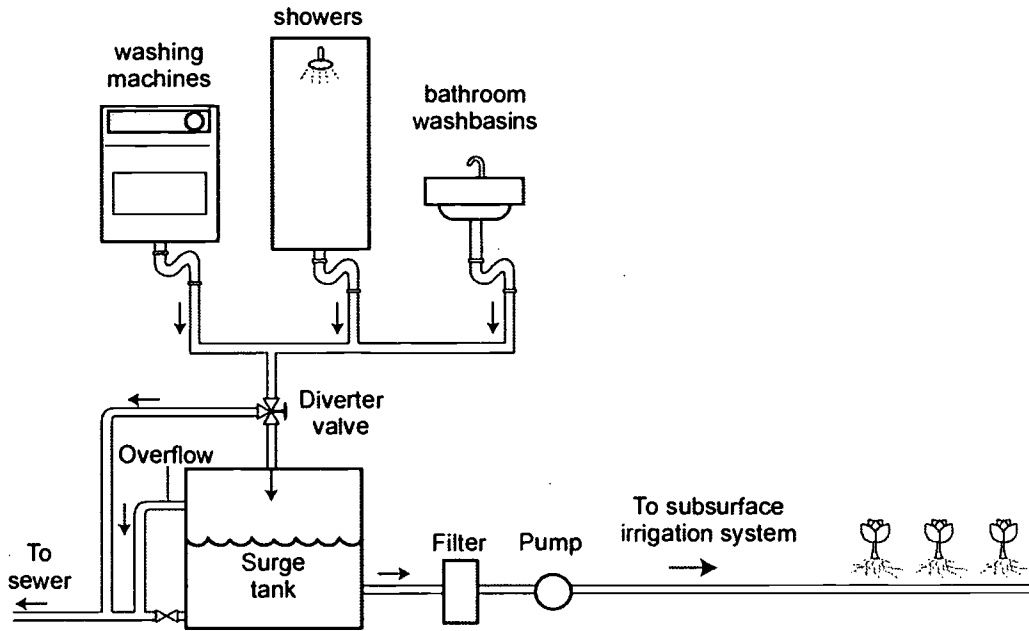 showers
washing
machines
bathroom
washbasins
Diverter
valve
Overflow
To
sewer
Surge
tank
Filter
Pump
To subsurface
irrigation system